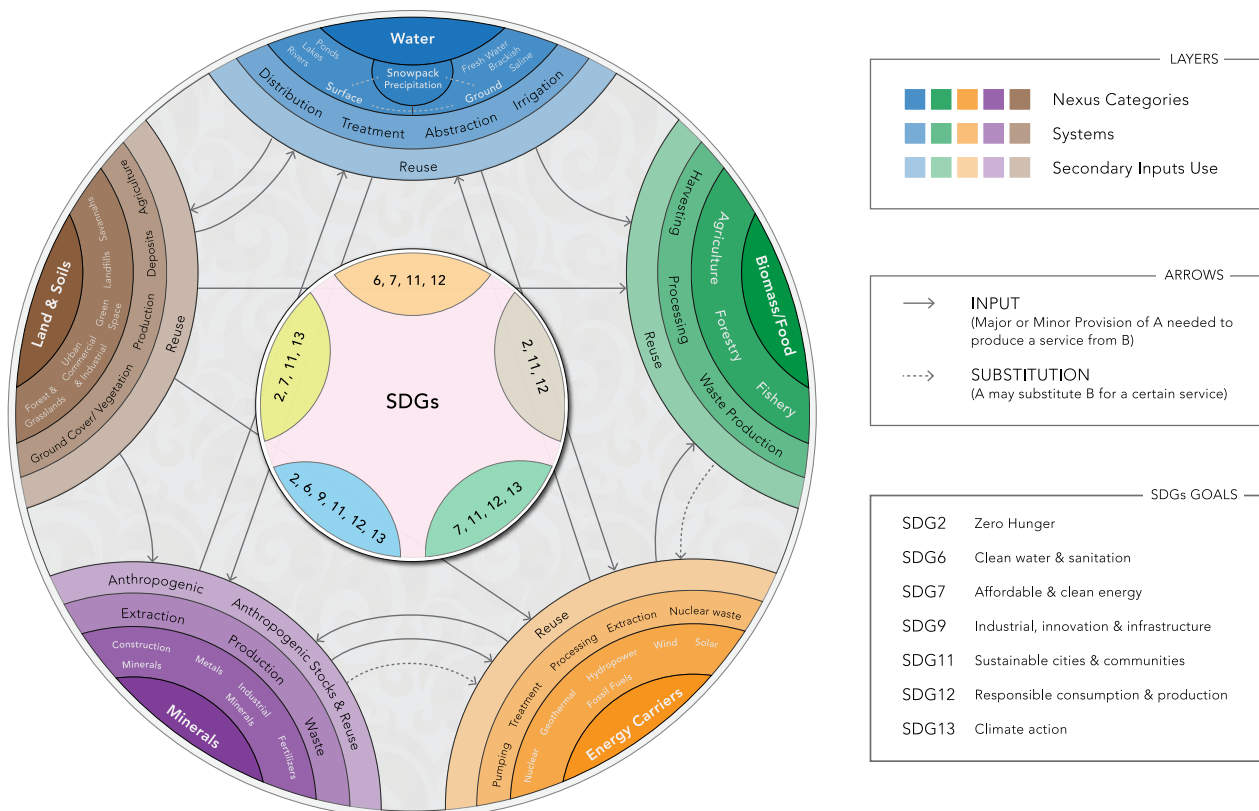 Water
Ponds
Lakes
Rivers
Fresh Water
Brackish
Saline
Snowpack
Precipitation
Surface
Ground
Distribution
Treatment
Abstraction
Irrigation
Reuse
Land & Soils
Savannahs
Landfills
Green
Space
Urban
Commercial
& Industrial
Forest &
Grasslands
Agriculture
Deposits
Production
Ground Cover/ Vegetation
Reuse
Biomass/Food
Agriculture
Forestry
Fishery
Harvesting
Processing
Waste Production
Reuse
SDGs
6, 7, 11, 12
2, 7, 11, 13
2, 11, 12
2, 6, 9, 11, 12, 13
7, 11, 12, 13
Anthropogenic
Anthropogenic Stocks & Reuse
Extraction
Production
Waste
Construction
Minerals
Metals
Industrial
Minerals
Fertilizers
Minerals
Reuse
Pumping
Treatment
Processing
Extraction
Nuclear waste
Nuclear
Geothermal
Hydropower
Fossil Fuels
Wind
Solar
Energy Carriers
LAYERS
Nexus Categories
Systems
Secondary Inputs Use
ARROWS
INPUT
(Major or Minor Provision of A needed to
produce a service from B)
SUBSTITUTION
(A may substitute B for a certain service)
SDGs GOALS
SDG2 Zero Hunger
SDG6 Clean water & sanitation
SDG7 Affordable & clean energy
SDG9 Industrial, innovation & infrastructure
SDG11 Sustainable cities & communities
SDG12 Responsible consumption & production
SDG13 Climate action